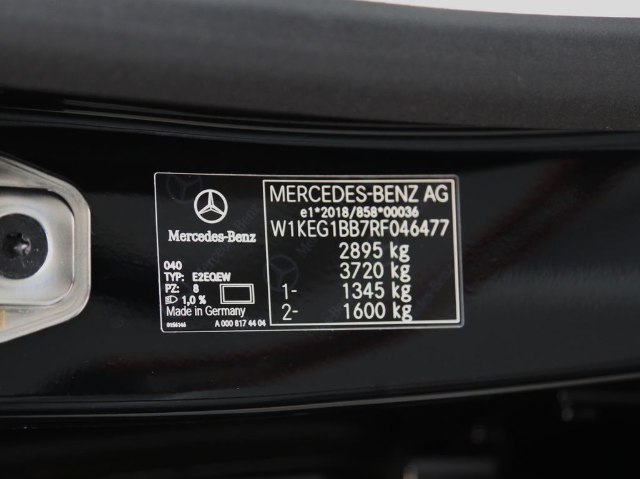 Mercedes-Benz
040
TYP: E2EQEW
PZ: 8
1,0 %
Made in Germany
A 000 817 44 04
MERCEDES-BENZ AG
e1*2018/858*00036
W1KEG1BB7RF046477
2895 kg
3720 kg
1- 1345 kg
2- 1600 kg